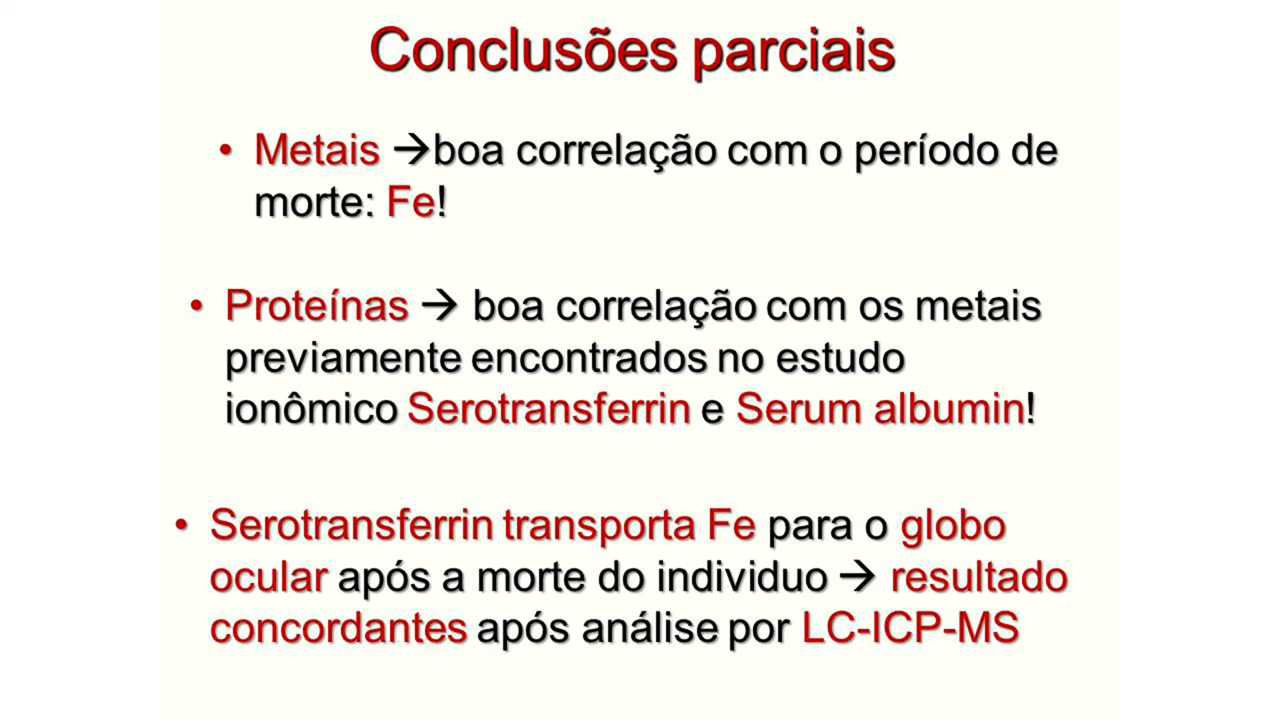 Conclusões parciais
• Metais →boa correlação com o período de
morte: Fe!
• Proteínas → boa correlação com os metais
previamente encontrados no estudo
ionômico Serotransferrin e Serum albumin!
• Serotransferrin transporta Fe para o globo
ocular após a morte do individuo → resultado
concordantes após análise por LC-ICP-MS